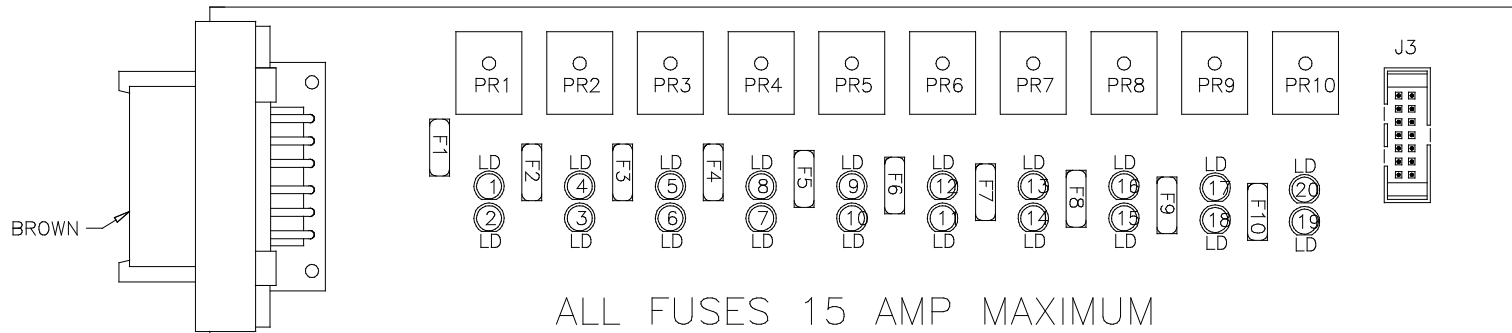 J3
PR1 PR2 PR3 PR4 PR5 PR6 PR7 PR8 PR9 PR10
F1 F2 F3 F4 F5 F6 F7 F8 F9 F10
LD LD LD LD LD LD LD LD LD LD
1 4 5 8 9 12 13 16 17 20
2 3 6 7 10 11 14 15 18 19
LD LD LD LD LD LD LD LD LD LD
BROWN
ALL FUSES 15 AMP MAXIMUM